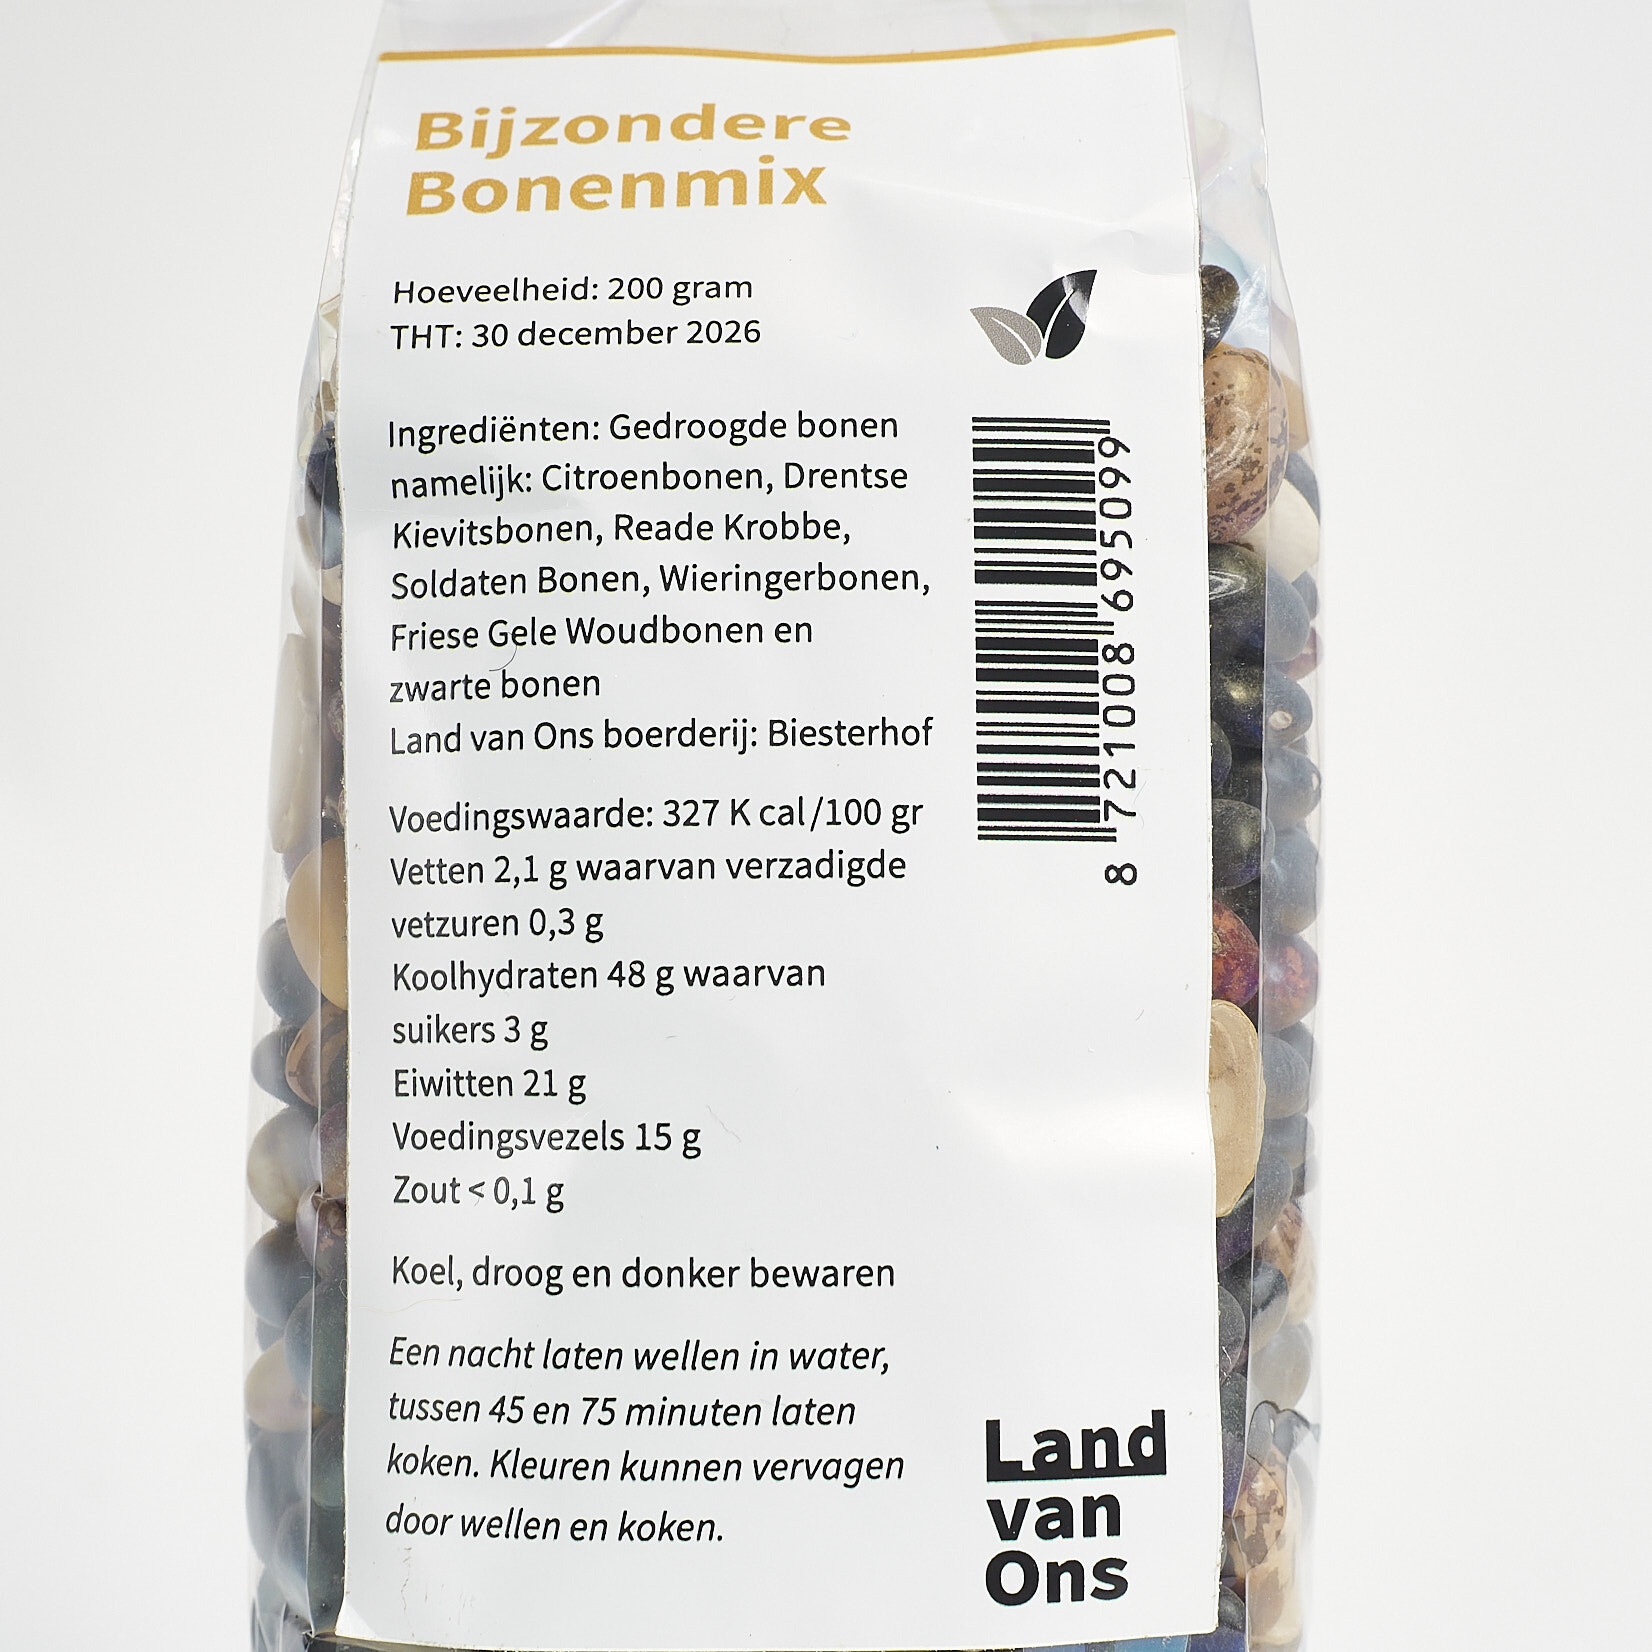 Bijzondere
Bonenmix
Hoeveelheid: 200 gram
THT: 30 december 2026
Ingrediënten: Gedroogde bonen
namelijk: Citroenbonen, Drentse
Kievitsbonen, Reade Krobbe,
Soldaten Bonen, Wieringerbonen,
Friese Gele Woudbonen en
zwarte bonen
Land van Ons boerderij: Biesterhof
Voedingswaarde: 327 K cal/100 gr
Vetten 2,1 g waarvan verzadigde
vetzuren 0,3 g
Koolhydraten 48 g waarvan
suikers 3 g
Eiwitten 21 g
Voedingsvezels 15 g
Zout < 0,1 g
Koel, droog en donker bewaren
Een nacht laten wellen in water,
tussen 45 en 75 minuten laten
koken. Kleuren kunnen vervagen
door wellen en koken.
8 721008 695099
Land
van
Ons